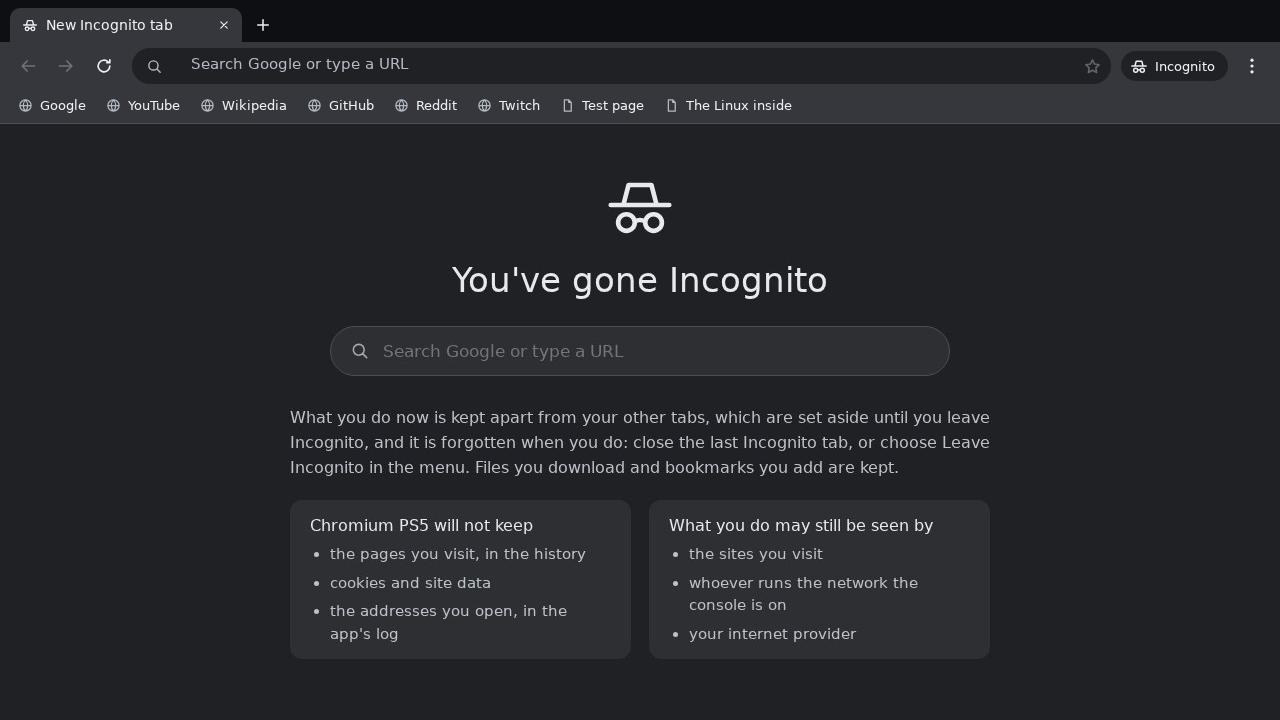 New Incognito tab
Search Google or type a URL
Incognito
Google
YouTube
Wikipedia
GitHub
Reddit
Twitch
Test page
The Linux inside
You've gone Incognito
Search Google or type a URL
What you do now is kept apart from your other tabs, which are set aside until you leave
Incognito, and it is forgotten when you do: close the last Incognito tab, or choose Leave
Incognito in the menu. Files you download and bookmarks you add are kept.
Chromium PS5 will not keep
• the pages you visit, in the history
• cookies and site data
• the addresses you open, in the
app's log
What you do may still be seen by
• the sites you visit
• whoever runs the network the
console is on
• your internet provider